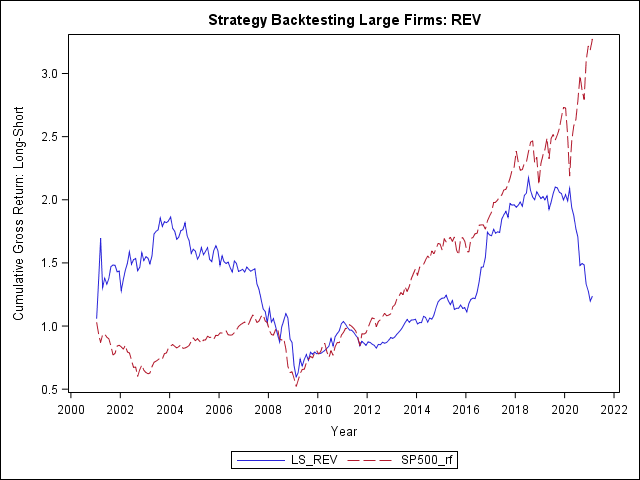 Strategy Backtesting Large Firms: REV
Cumulative Gross Return: Long-Short
3.0
2.5
2.0
1.5
1.0
0.5
2000 2002 2004 2006 2008 2010 2012 2014 2016 2018 2020 2022
Year
LS_REV SP500_rf